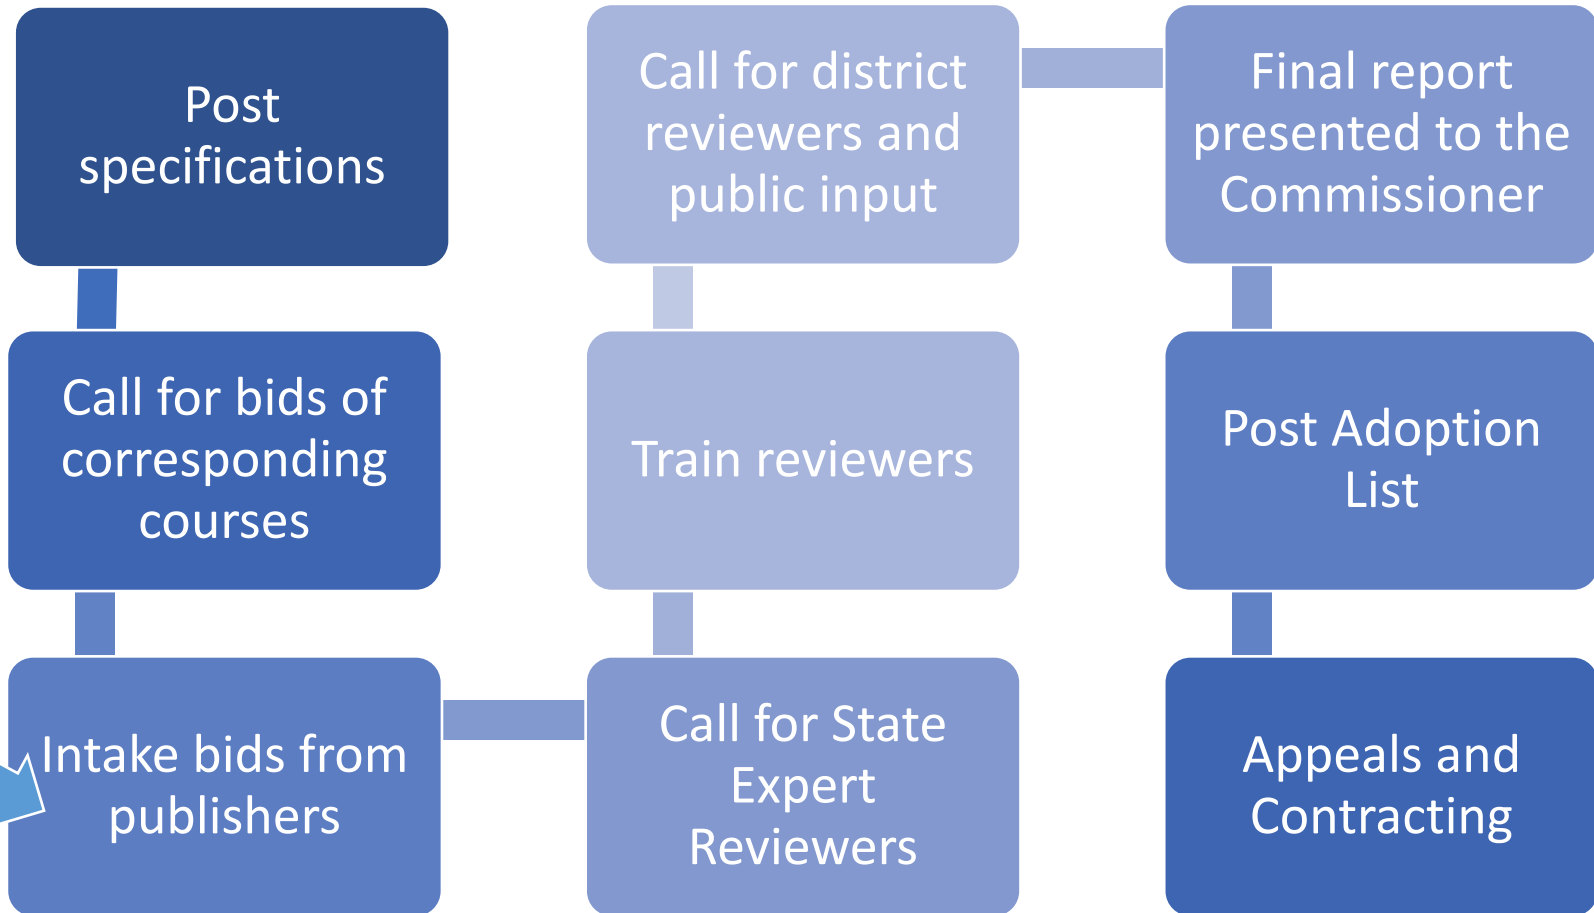 Post
specifications
Call for bids of
corresponding
courses
Intake bids from
publishers
Call for State
Expert
Reviewers
Train reviewers
Call for district
reviewers and
public input
Final report
presented to the
Commissioner
Post Adoption
List
Appeals and
Contracting